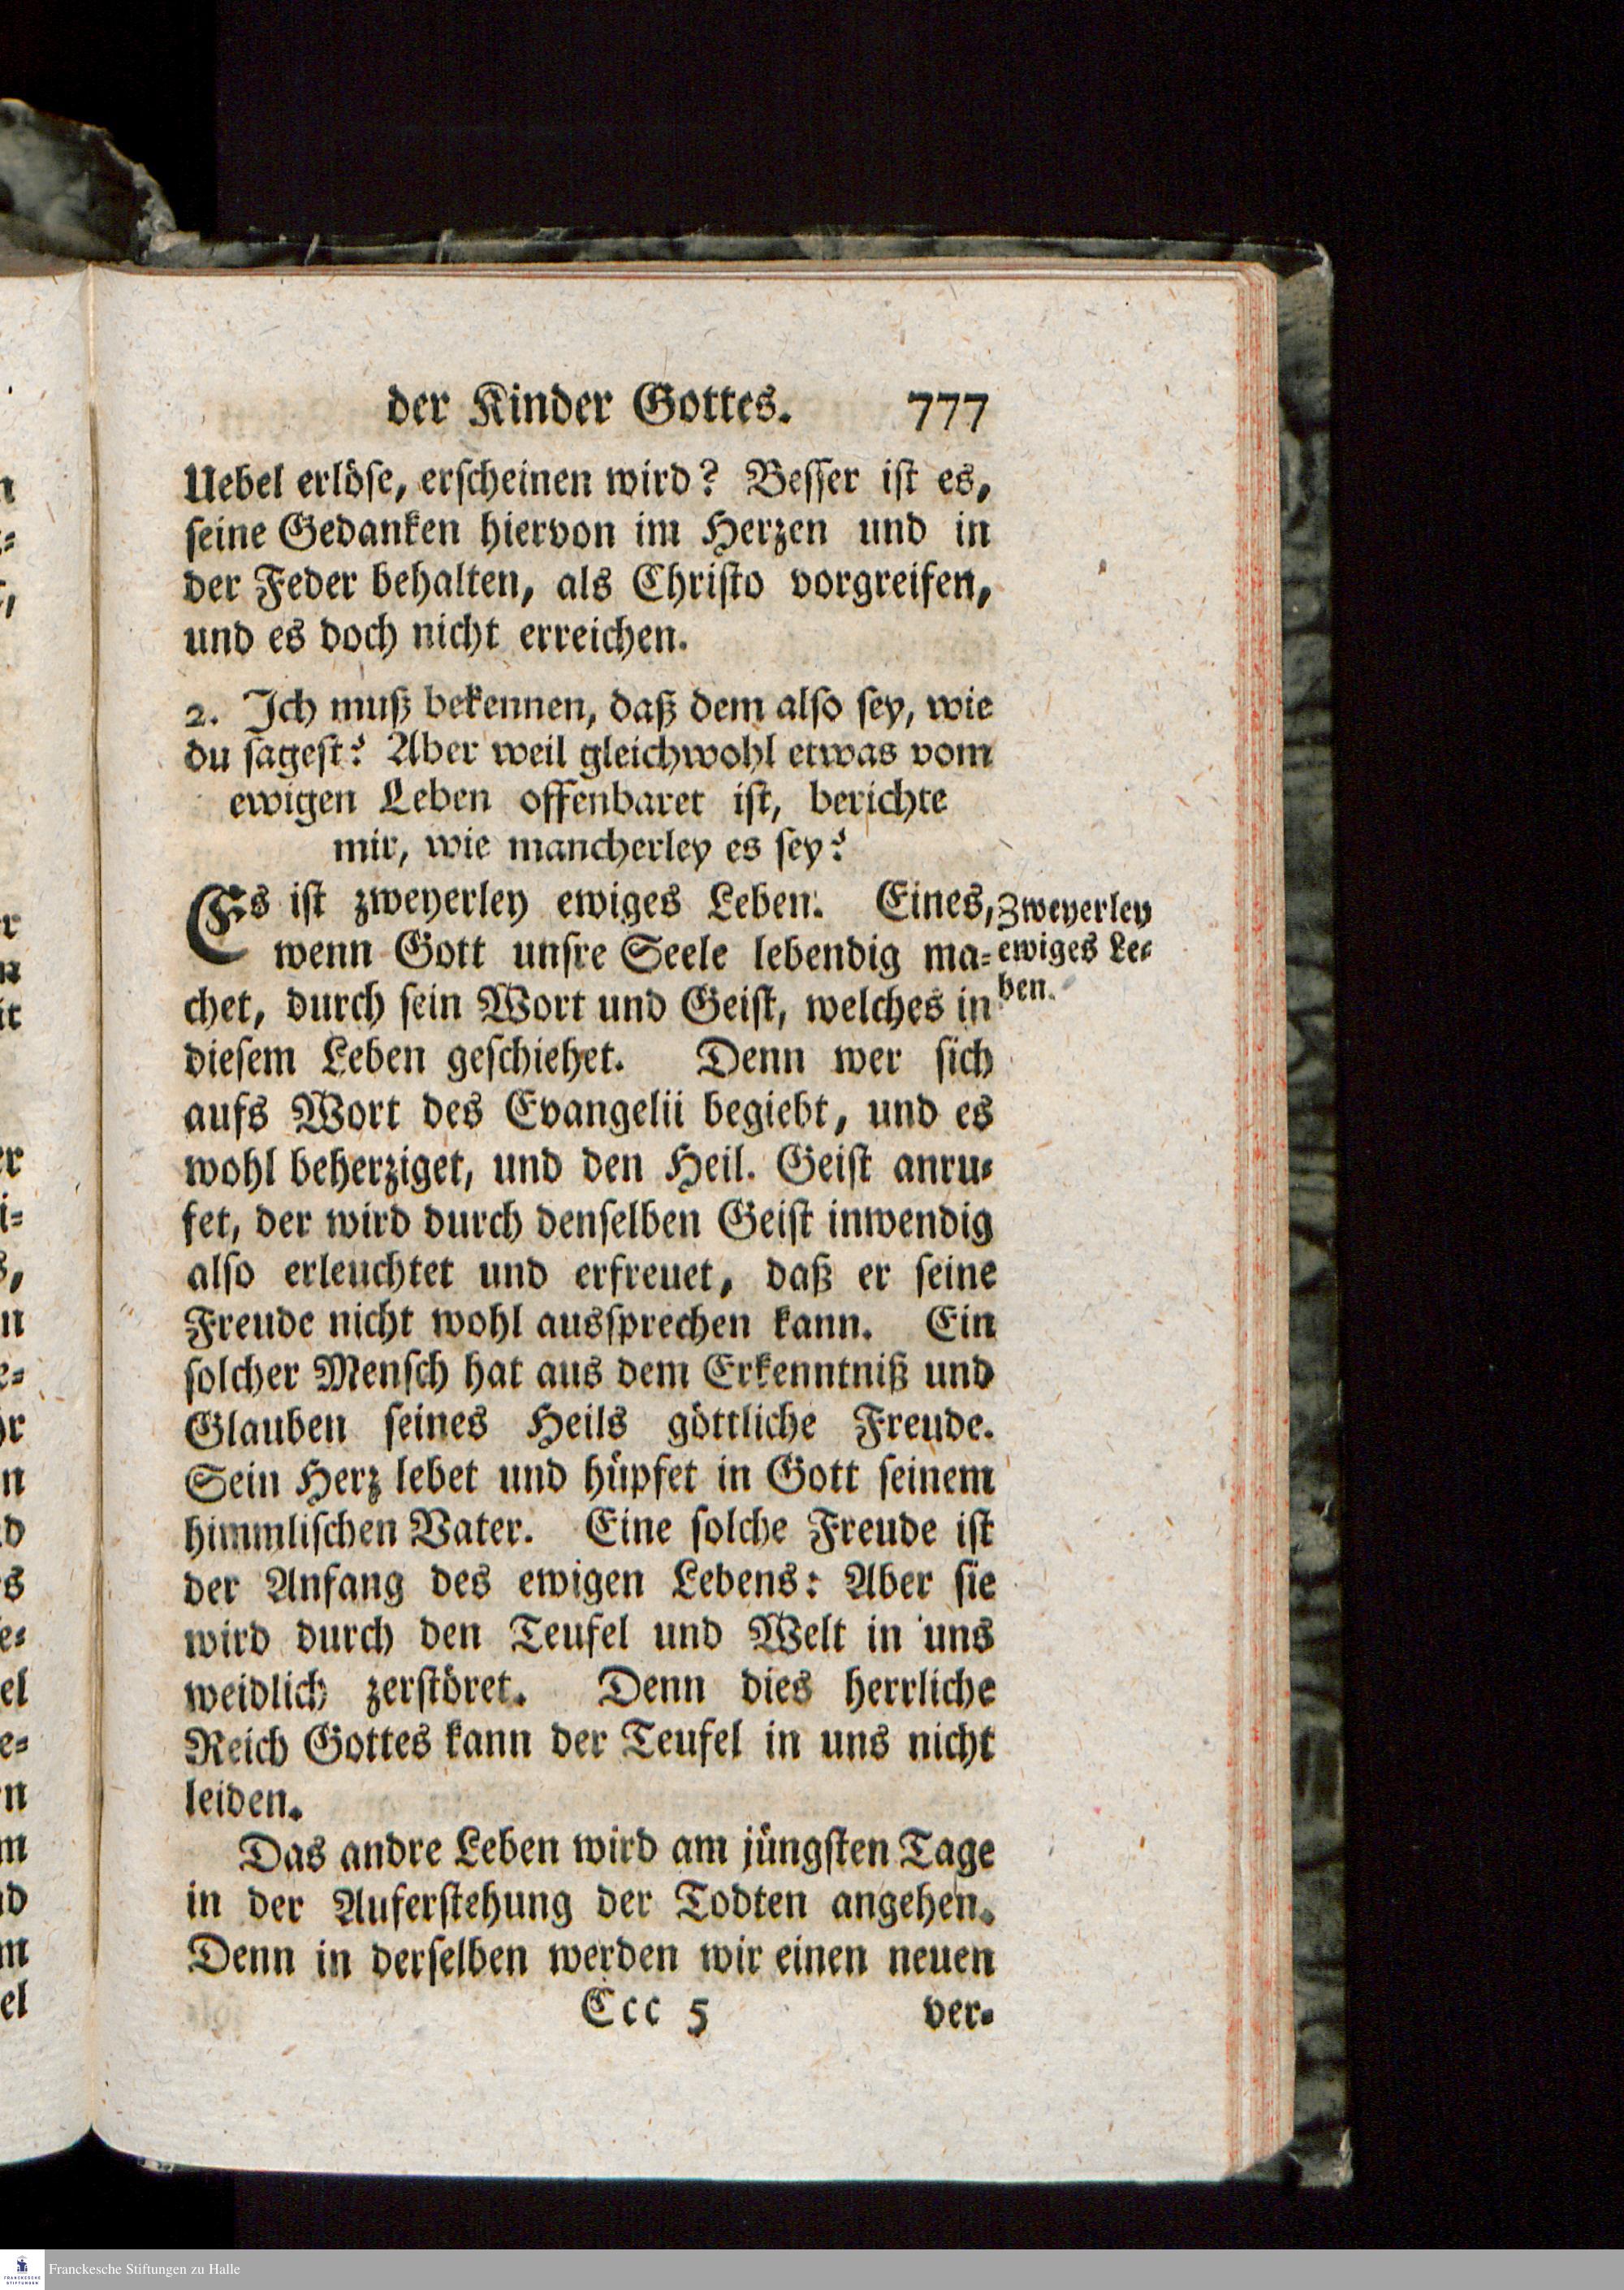 der Kinder Gottes. 777
Uebel erlöse, erscheinen wird? Besser ist es,
seine Gedanken hiervon im Herzen und in
der Feder behalten, als Christo vorgreifen,
und es doch nicht erreichen.
2. Ich muß bekennen, daß dem also sey, wie
du sagest? Aber weil gleichwohl etwas vom
ewigen Leben offenbaret ist, berichte
mir, wie mancherley es sey?
Es ist zweyerley ewiges Leben. Eines,
wenn Gott unsre Seele lebendig ma-
chet, durch sein Wort und Geist, welches in
diesem Leben geschiehet. Denn wer sich
aufs Wort des Evangelii begiebt, und es
wohl beherziget, und den Heil. Geist anru-
fet, der wird durch denselben Geist inwendig
also erleuchtet und erfreuet, daß er seine
Freude nicht wohl aussprechen kann. Ein
solcher Mensch hat aus dem Erkenntniß und
Glauben seines Heils göttliche Freude.
Sein Herz lebet und hüpfet in Gott seinem
himmlischen Vater. Eine solche Freude ist
der Anfang des ewigen Lebens: Aber sie
wird durch den Teufel und Welt in uns
weidlich zerstöret. Denn dies herrliche
Reich Gottes kann der Teufel in uns nicht
leiden.
Das andre Leben wird am jüngsten Tage
in der Auferstehung der Todten angehen.
Denn in derselben werden wir einen neuen
Ccc 5 ver-
Zweyerley
ewiges Le-
ben.
Franckesche Stiftungen zu Halle